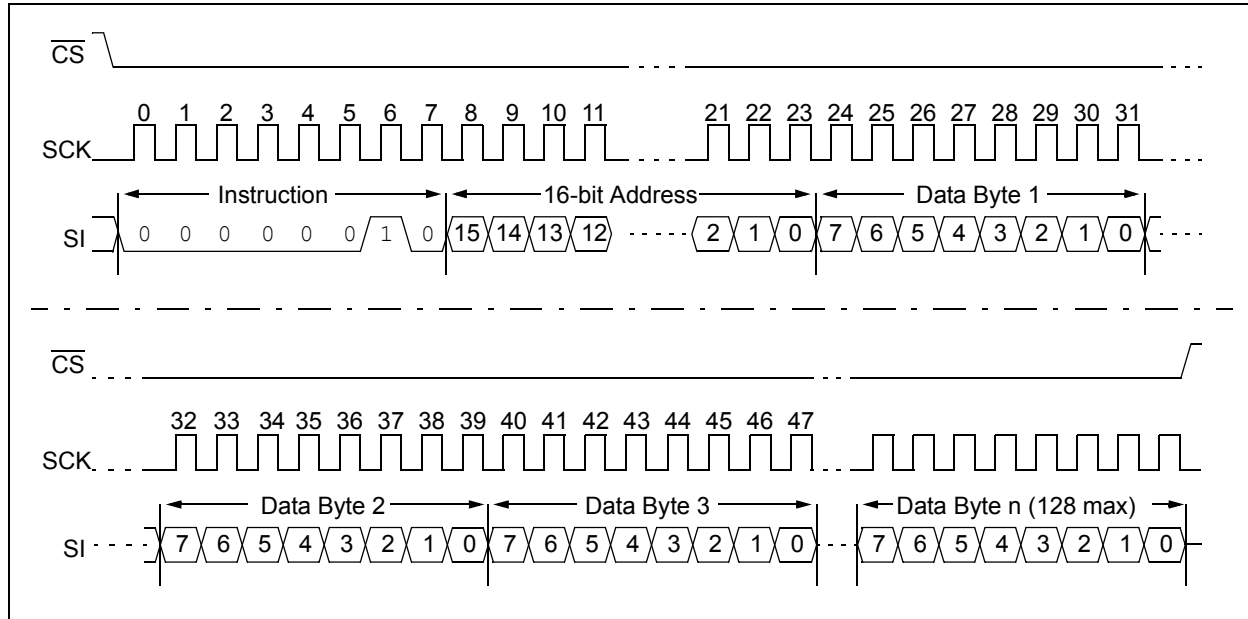 CS
0 1 2 3 4 5 6 7 8 9 10 11 21 22 23 24 25 26 27 28 29 30 31
SCK
Instruction 16-bit Address Data Byte 1
SI 0 0 0 0 0 0 1 0 15 14 13 12 2 1 0 7 6 5 4 3 2 1 0
CS
32 33 34 35 36 37 38 39 40 41 42 43 44 45 46 47
SCK
Data Byte 2 Data Byte 3 Data Byte n (128 max)
SI 7 6 5 4 3 2 1 0 7 6 5 4 3 2 1 0 7 6 5 4 3 2 1 0